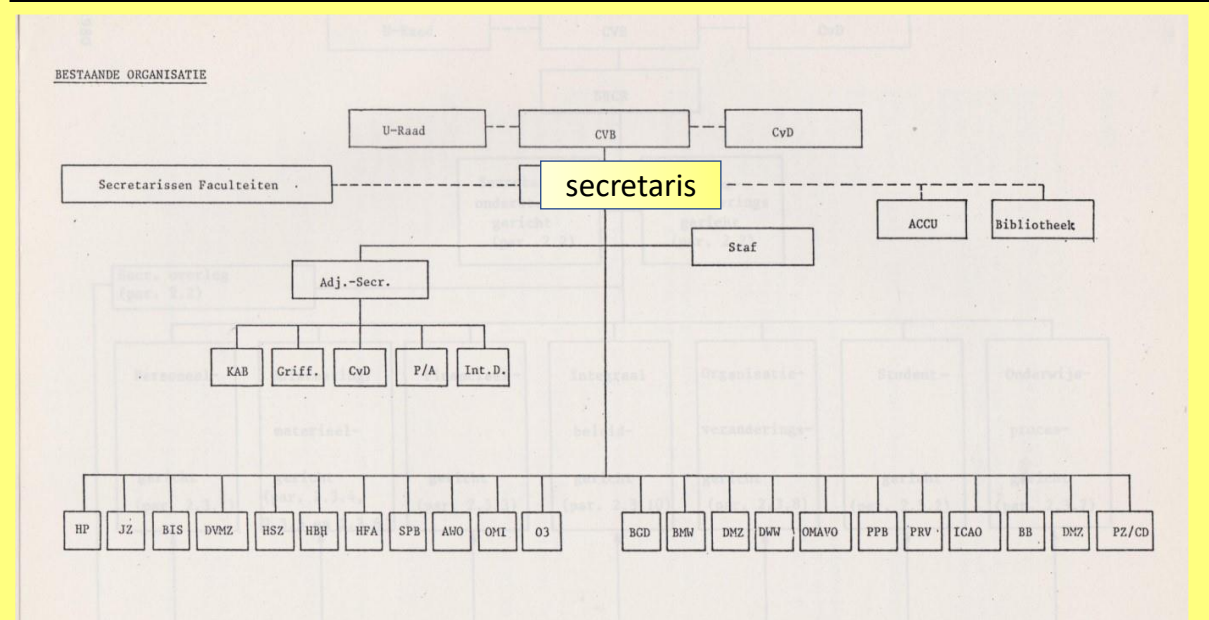 BESTAANDE ORGANISATIE
U-Raad CVB CvD
Secretarissen Faculteiten secretaris
ACCU Bibliotheek
Staf
Adj.-Secr.
KAB Griff. CvD P/A Int.D.
HP JZ BIS DVMZ HSZ HBH HFA SPB AWO OMI O3 BGD BMW DMZ DWW OMAVO PPB PRV ICAO BB DMZ PZ/CD